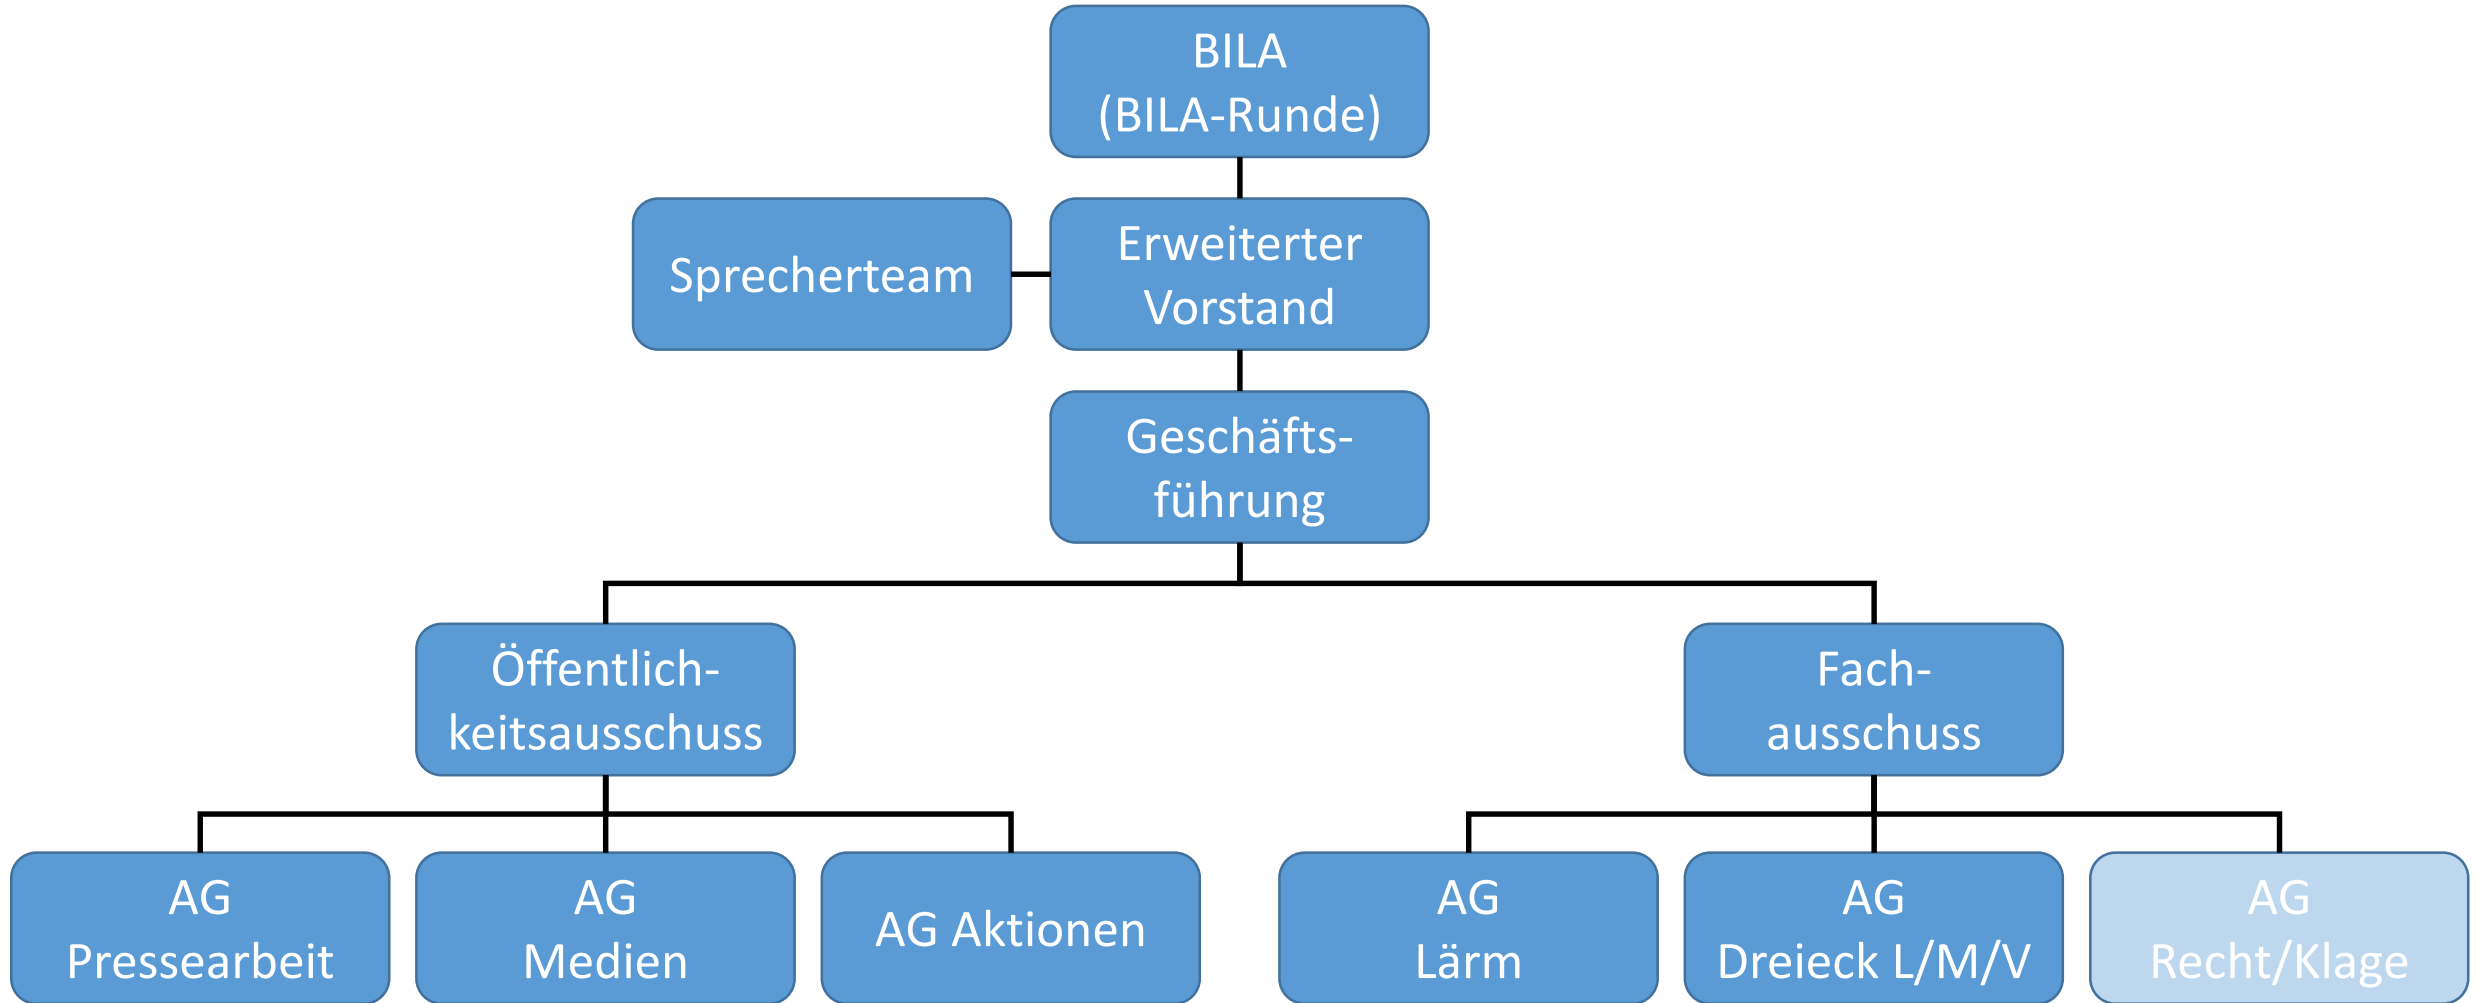 BILA
(BILA-Runde)
Sprecherteam
Erweiterter
Vorstand
Geschäfts-
führung
Öffentlich-
keitsausschuss
Fach-
ausschuss
AG
Pressearbeit
AG
Medien
AG Aktionen
AG
Lärm
AG
Dreieck L/M/V
AG
Recht/Klage